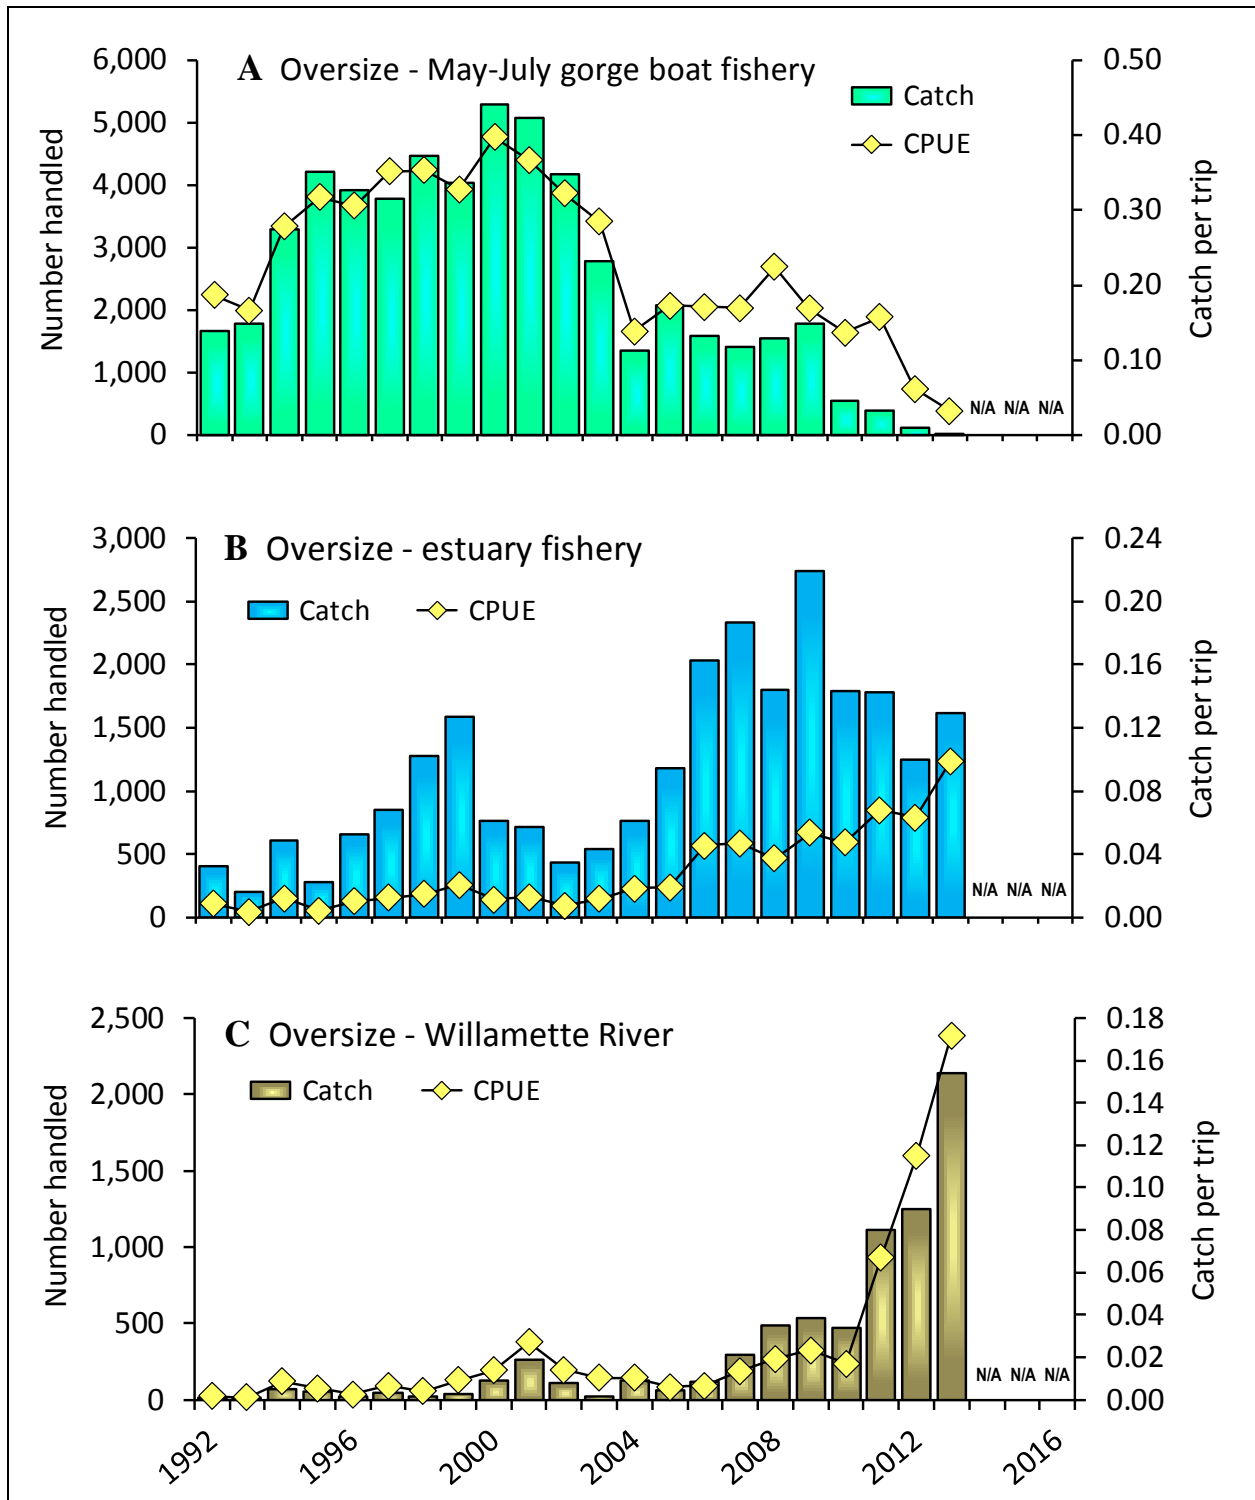 A Oversize - May-July gorge boat fishery
Catch
CPUE
Number handled
6,000
5,000
4,000
3,000
2,000
1,000
0
Catch per trip
0.50
0.40
0.30
0.20
0.10
0.00
N/A N/A N/A
B Oversize - estuary fishery
Catch CPUE
Number handled
3,000
2,500
2,000
1,500
1,000
500
0
Catch per trip
0.24
0.20
0.16
0.12
0.08
0.04
0.00
N/A N/A N/A
C Oversize - Willamette River
Catch CPUE
Number handled
2,500
2,000
1,500
1,000
500
0
Catch per trip
0.18
0.16
0.14
0.12
0.10
0.08
0.06
0.04
0.02
0.00
N/A N/A N/A
1992 1996 2000 2004 2008 2012 2016